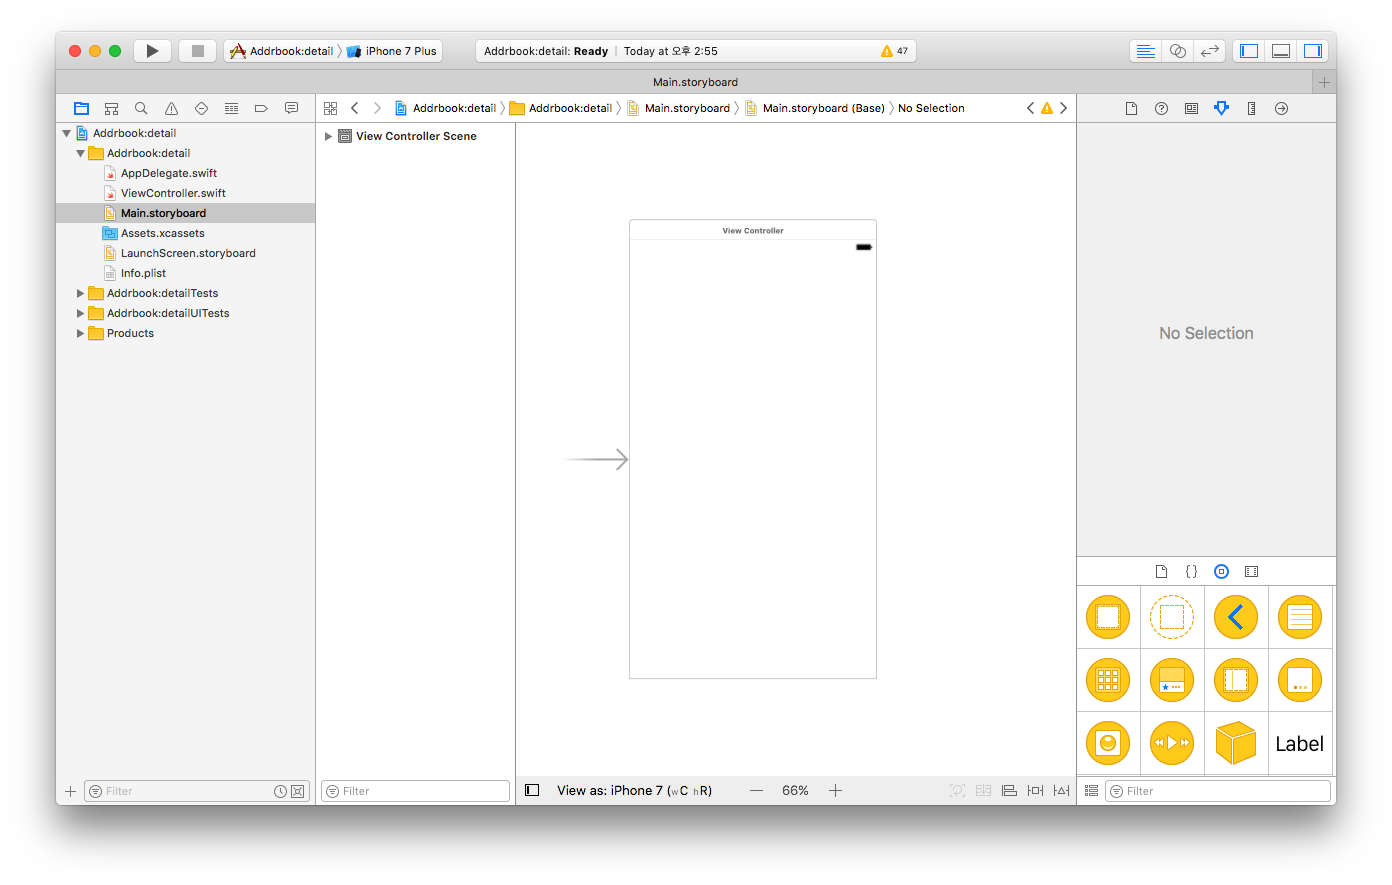 Addrbook:detail
iPhone 7 Plus
Addrbook:detail: Ready | Today at 오후 2:55
47
Main.storyboard
Addrbook:detail
Addrbook:detail
Main.storyboard
Main.storyboard (Base)
No Selection
Addrbook:detail
Addrbook:detail
AppDelegate.swift
ViewController.swift
Main.storyboard
Assets.xcassets
LaunchScreen.storyboard
Info.plist
Addrbook:detailTests
Addrbook:detailUITests
Products
View Controller Scene
View Controller
No Selection
Label
Filter
Filter
View as: iPhone 7 (wC hR)
66%
Filter